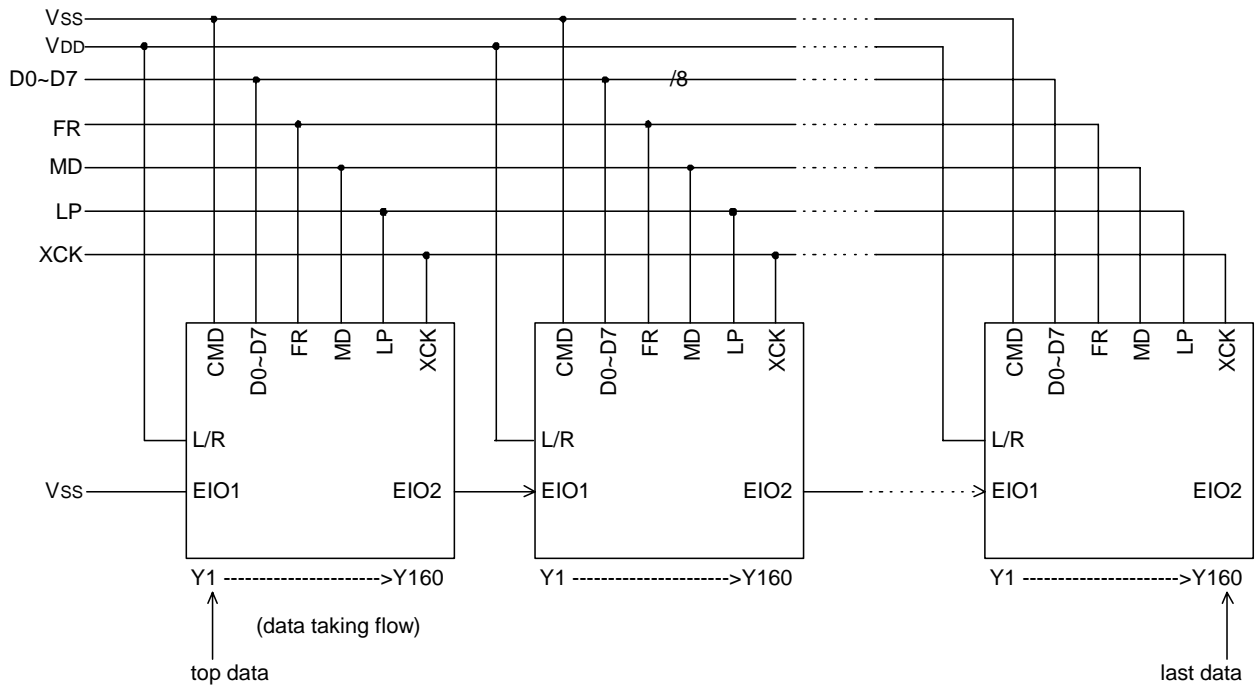 VSS
VDD
D0~D7
/8
FR
MD
LP
XCK
CMD
D0~D7
FR
MD
LP
XCK
CMD
D0~D7
FR
MD
LP
XCK
CMD
D0~D7
FR
MD
LP
XCK
L/R
L/R
L/R
VSS
EIO1
EIO2
EIO1
EIO2
EIO1
EIO2
Y1 ---------------------->Y160
Y1 ---------------------->Y160
Y1 ---------------------->Y160
(data taking flow)
top data
last data